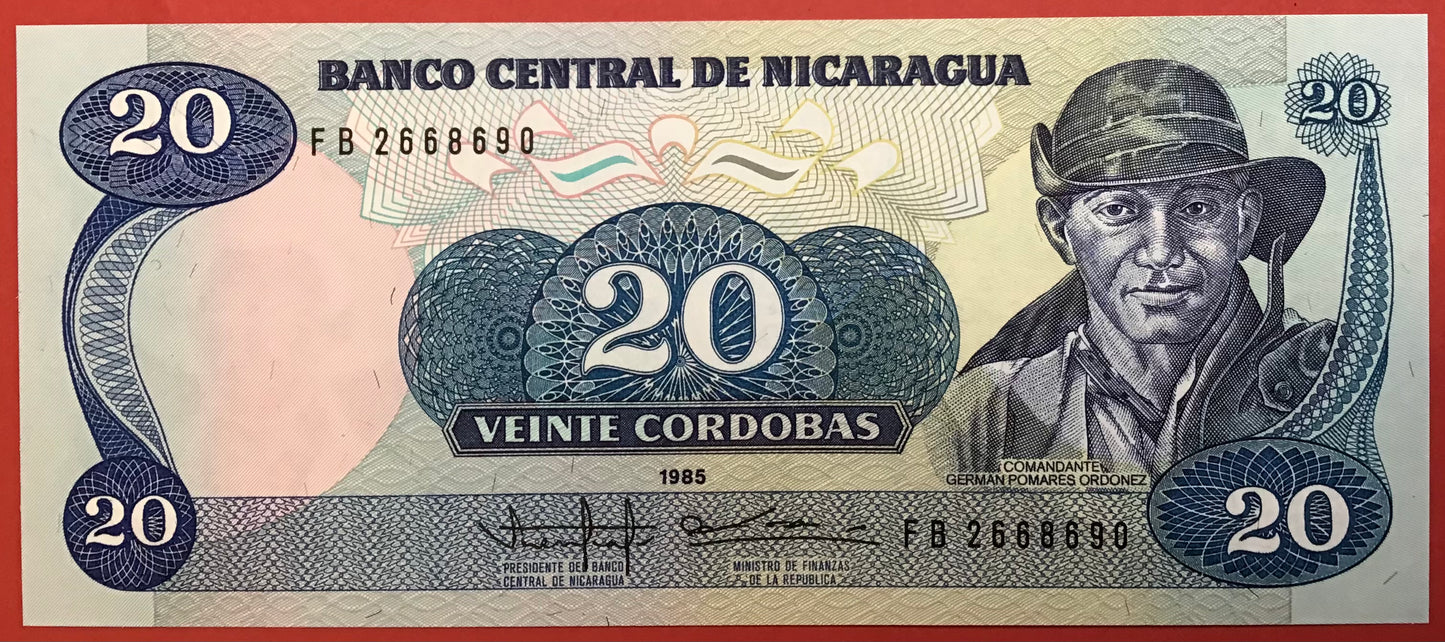 BANCO CENTRAL DE NICARAGUA
20
20
FB 2668690
20
VEINTE CORDOBAS
1985
COMANDANTE
GERMAN POMARES ORDONEZ
20
20
FB 2668690
PRESIDENTE DEL BANCO
CENTRAL DE NICARAGUA
MINISTRO DE FINANZAS
DE LA REPUBLICA